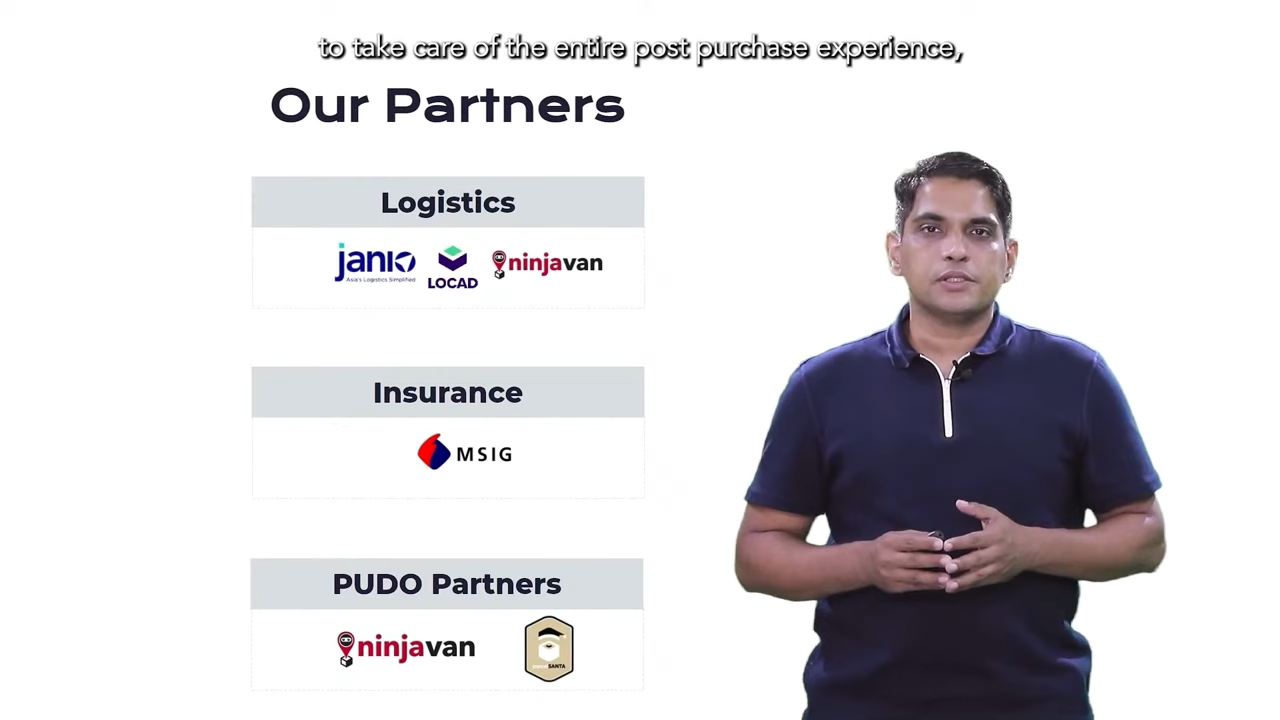 to take care of the entire post purchase experience,
Our Partners
Logistics
janio
Asia's Logistics Simplified
LOCAD
ninjavan
Insurance
MSIG
PUDO Partners
ninjavan
SANTA